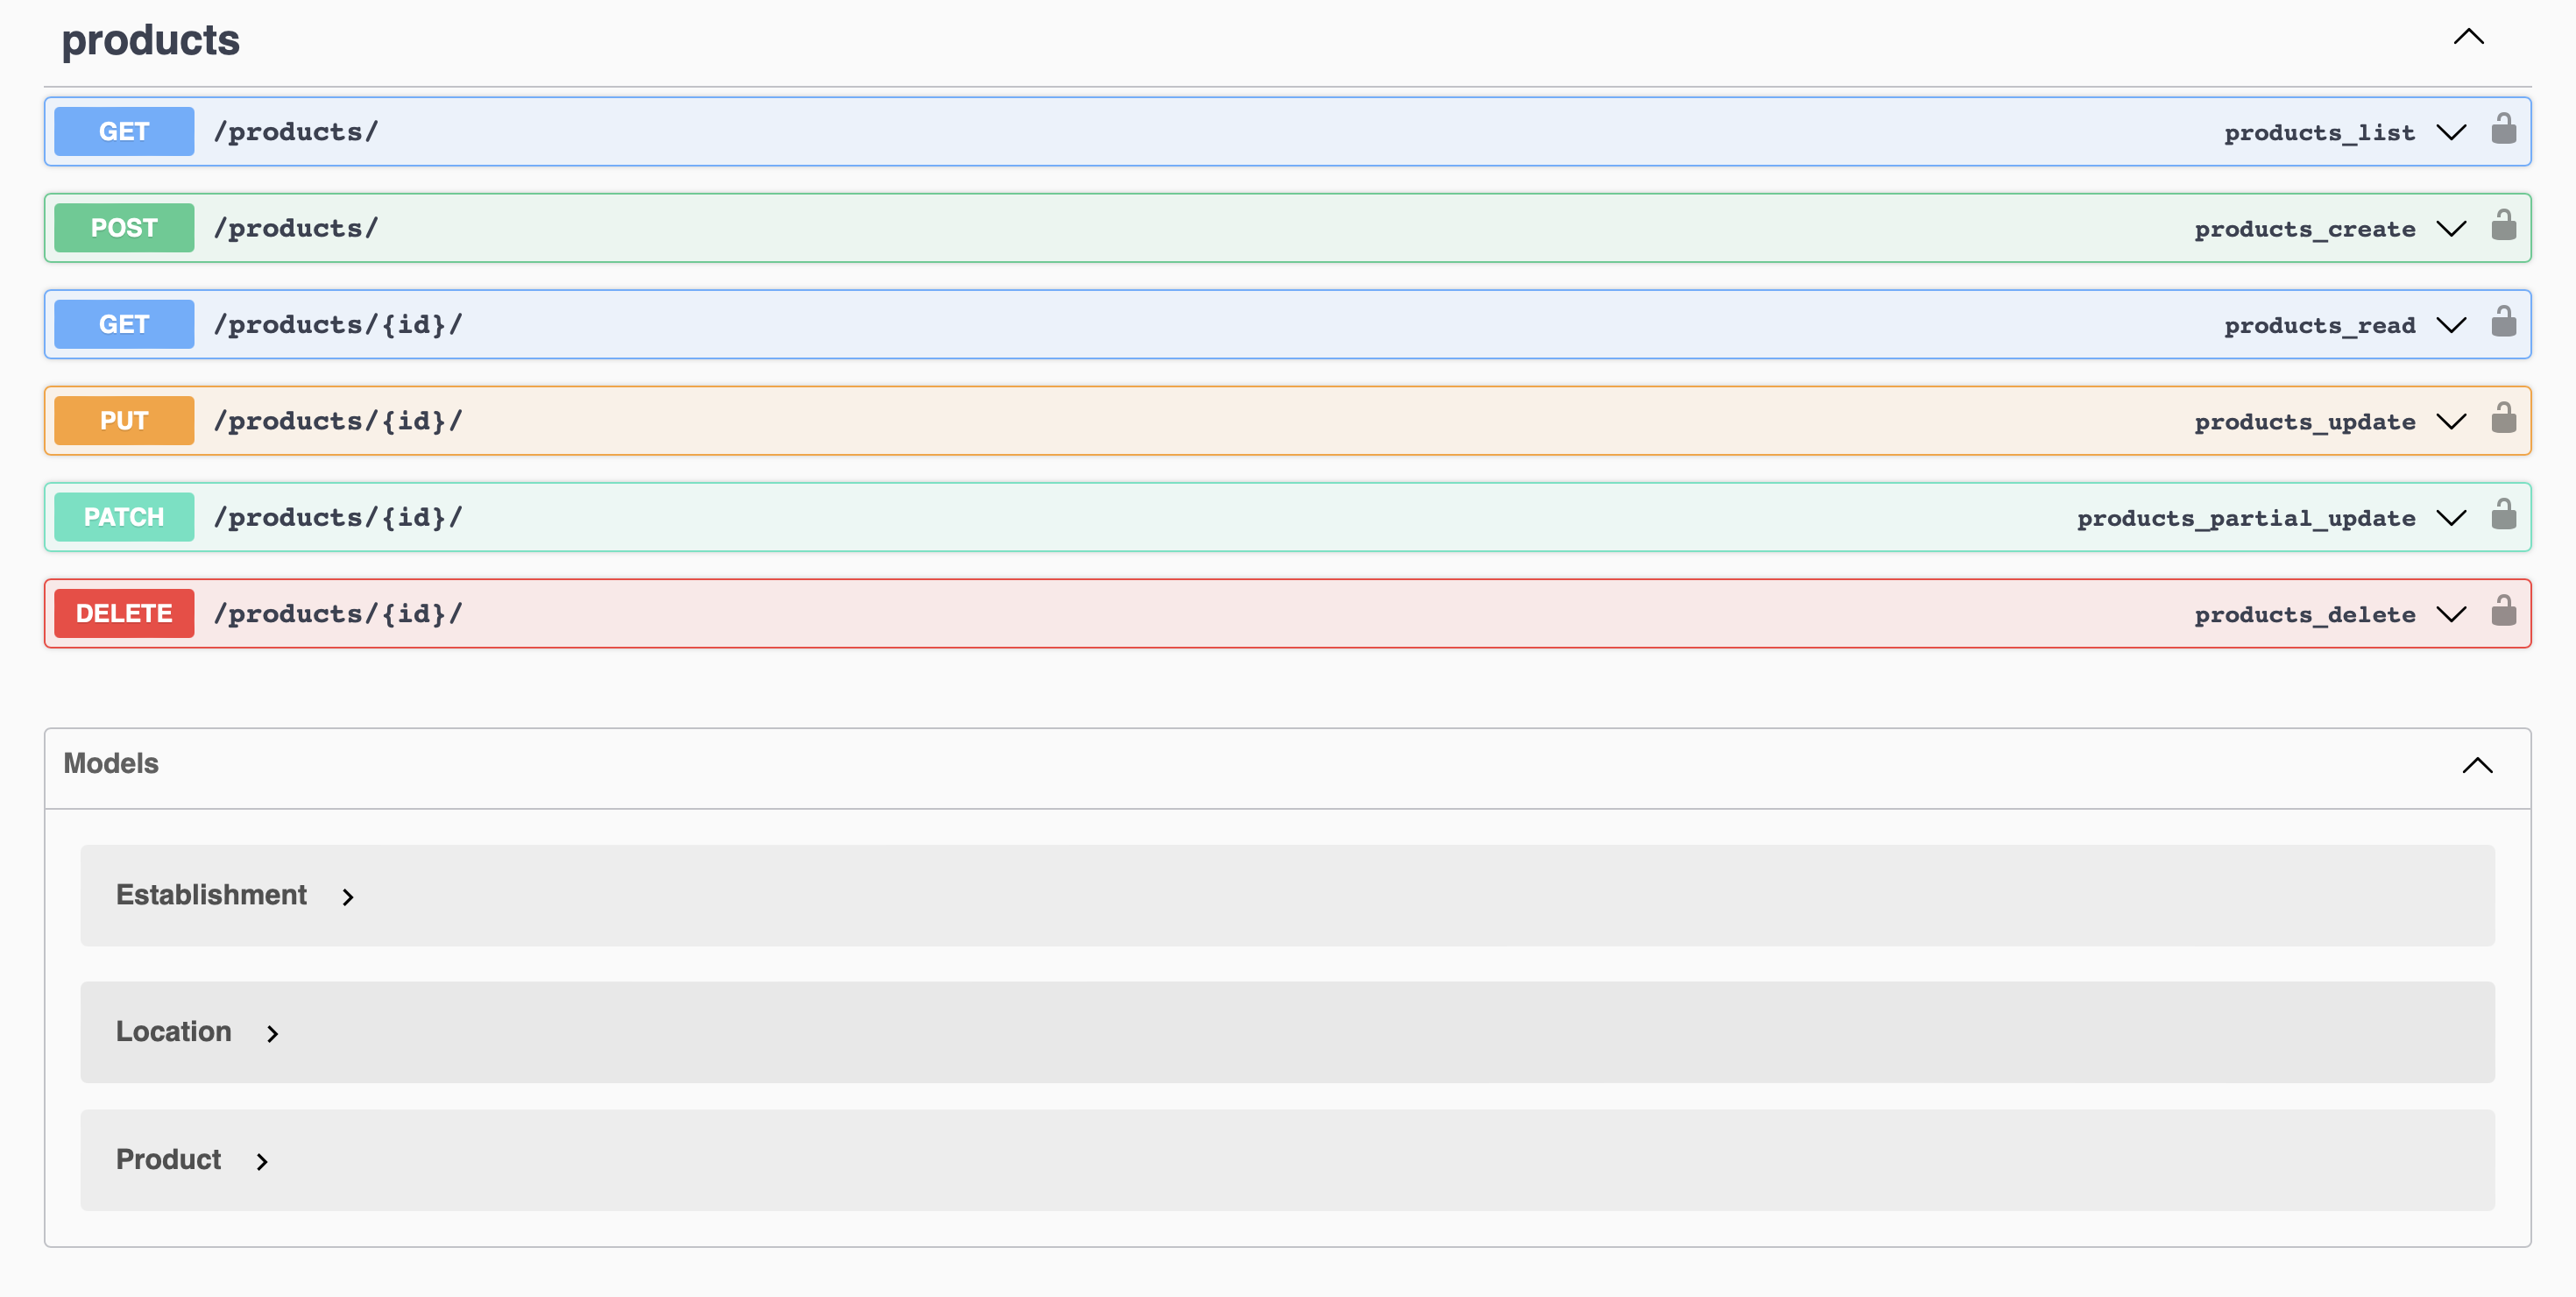 products
GET /products/ products_list
POST /products/ products_create
GET /products/{id}/ products_read
PUT /products/{id}/ products_update
PATCH /products/{id}/ products_partial_update
DELETE /products/{id}/ products_delete
Models
Establishment
Location
Product